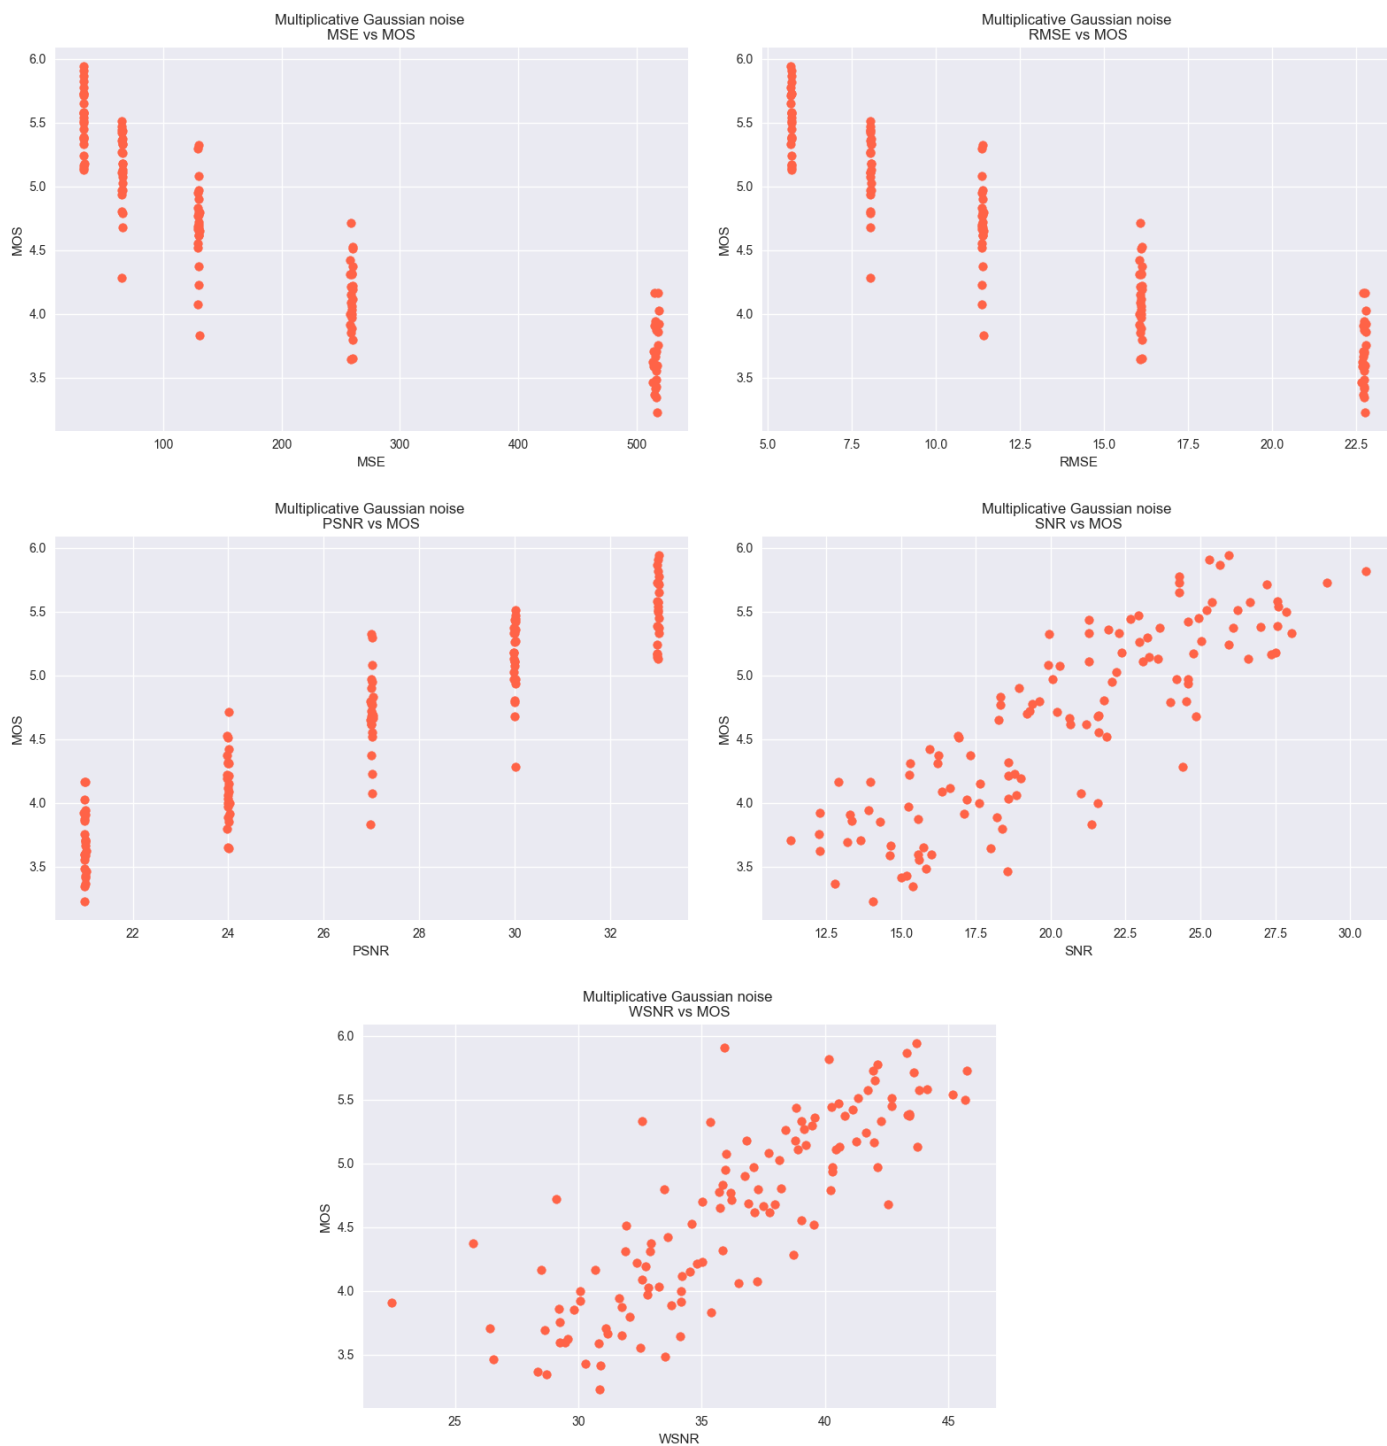 Multiplicative Gaussian noise
MSE vs MOS
6.0
5.5
5.0
4.5
4.0
3.5
MOS
100 200 300 400 500
MSE
Multiplicative Gaussian noise
RMSE vs MOS
6.0
5.5
5.0
4.5
4.0
3.5
MOS
5.0 7.5 10.0 12.5 15.0 17.5 20.0 22.5
RMSE
Multiplicative Gaussian noise
PSNR vs MOS
6.0
5.5
5.0
4.5
4.0
3.5
MOS
22 24 26 28 30 32
PSNR
Multiplicative Gaussian noise
SNR vs MOS
6.0
5.5
5.0
4.5
4.0
3.5
MOS
12.5 15.0 17.5 20.0 22.5 25.0 27.5 30.0
SNR
Multiplicative Gaussian noise
WSNR vs MOS
6.0
5.5
5.0
4.5
4.0
3.5
MOS
25 30 35 40 45
WSNR